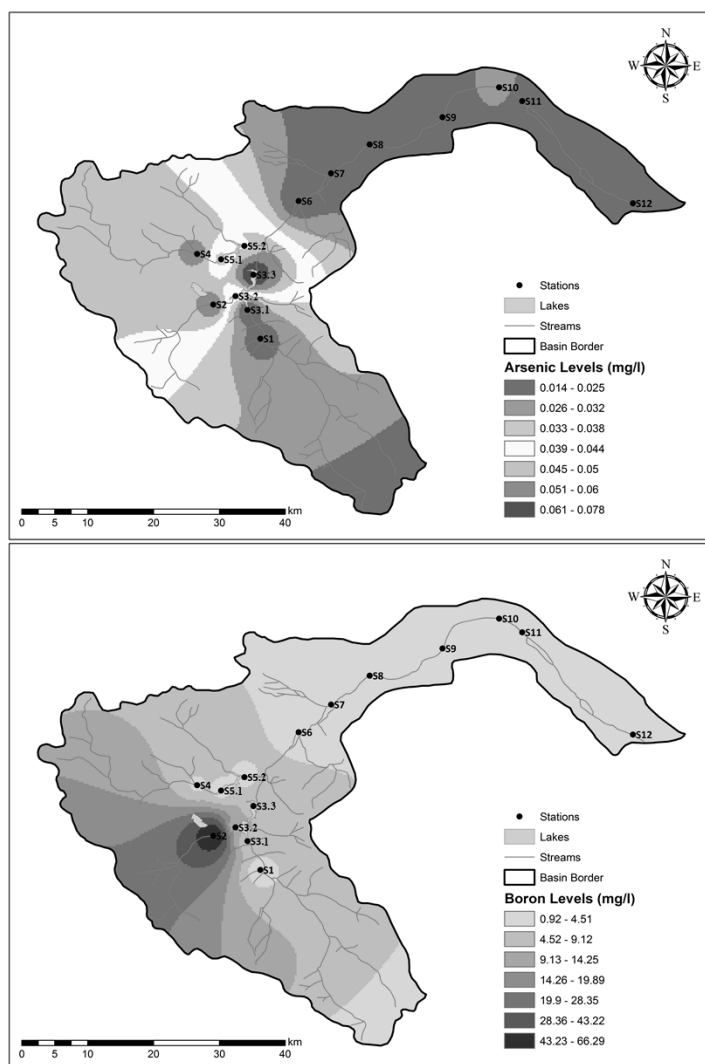 N
W E
S
S10
S11
S9
S8
S7
S6
S12
S5.2
S4
S5.1
S3.3
S3.2
S2
S3.1
S1
Stations
Lakes
Streams
Basin Border
Arsenic Levels (mg/l)
0.014 - 0.025
0.026 - 0.032
0.033 - 0.038
0.039 - 0.044
0.045 - 0.05
0.051 - 0.06
0.061 - 0.078
km
0 5 10 20 30 40
N
W E
S
S10
S11
S9
S8
S7
S6
S12
S5.2
S4
S5.1
S3.3
S3.2
S2
S3.1
S1
Stations
Lakes
Streams
Basin Border
Boron Levels (mg/l)
0.92 - 4.51
4.52 - 9.12
9.13 - 14.25
14.26 - 19.89
19.9 - 28.35
28.36 - 43.22
43.23 - 66.29
km
0 5 10 20 30 40